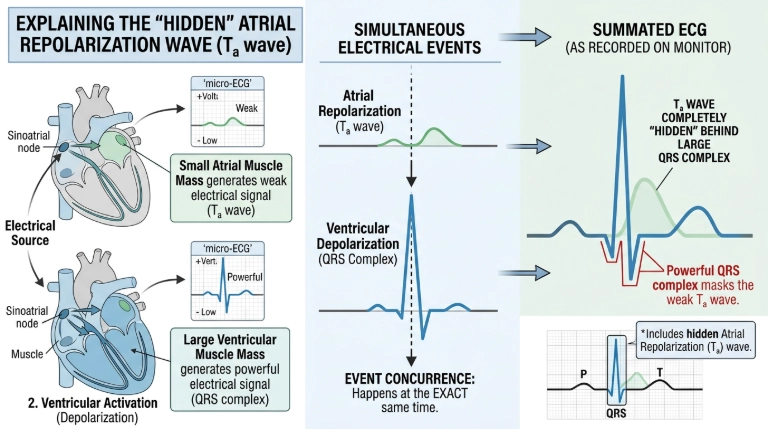 EXPLAINING THE “HIDDEN” ATRIAL
REPOLARIZATION WAVE (Ta wave)
‘micro-ECG’
+Volt.
Weak
- Low
Sinoatrial
node
Small Atrial Muscle
Mass generates weak
electrical signal
(Ta wave)
Electrical
Source
‘micro-ECG’
+Vert.
Powerful
- Low
Sinoatrial
node
Muscle
Large Ventricular
Muscle Mass
generates powerful
electrical signal
(QRS complex)
2. Ventricular Activation
(Depolarization)
SIMULTANEOUS
ELECTRICAL EVENTS
Atrial
Repolarization
(Ta wave)
Ventricular
Depolarization
(QRS Complex)
EVENT CONCURRENCE:
Happens at the EXACT
same time.
SUMMATED ECG
(AS RECORDED ON MONITOR)
Ta WAVE
COMPLETELY
“HIDDEN” BEHIND
LARGE
QRS COMPLEX
Powerful QRS
complex masks the
weak Ta wave.
*Includes hidden Atrial
Repolarization (Ta) wave.
P
T
QRS